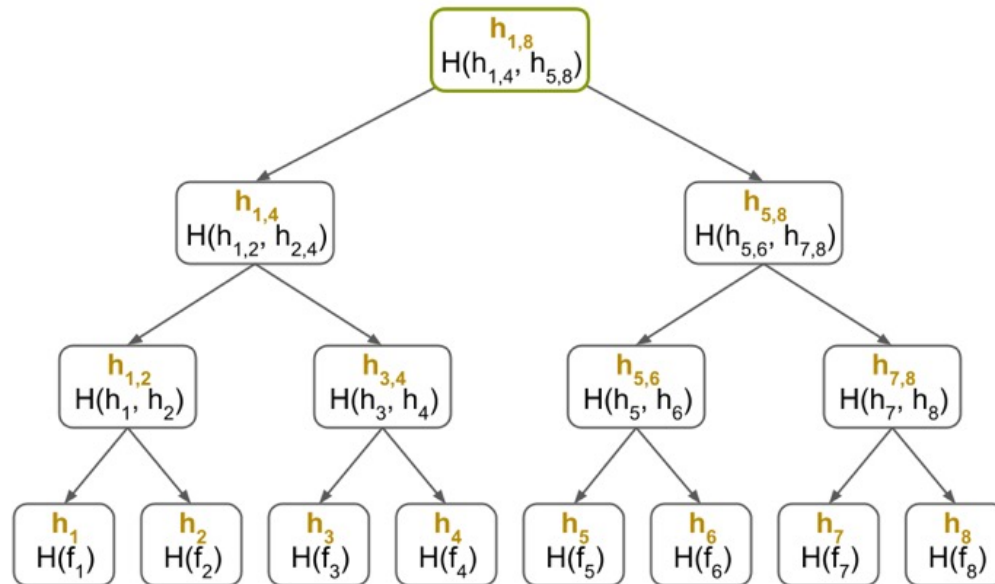 h₁,₈
H(h₁,₄, h₅,₈)
h₁,₄
H(h₁,₂, h₂,₄)
h₅,₈
H(h₅,₆, h₇,₈)
h₁,₂
H(h₁, h₂)
h₃,₄
H(h₃, h₄)
h₅,₆
H(h₅, h₆)
h₇,₈
H(h₇, h₈)
h₁
H(f₁)
h₂
H(f₂)
h₃
H(f₃)
h₄
H(f₄)
h₅
H(f₅)
h₆
H(f₆)
h₇
H(f₇)
h₈
H(f₈)